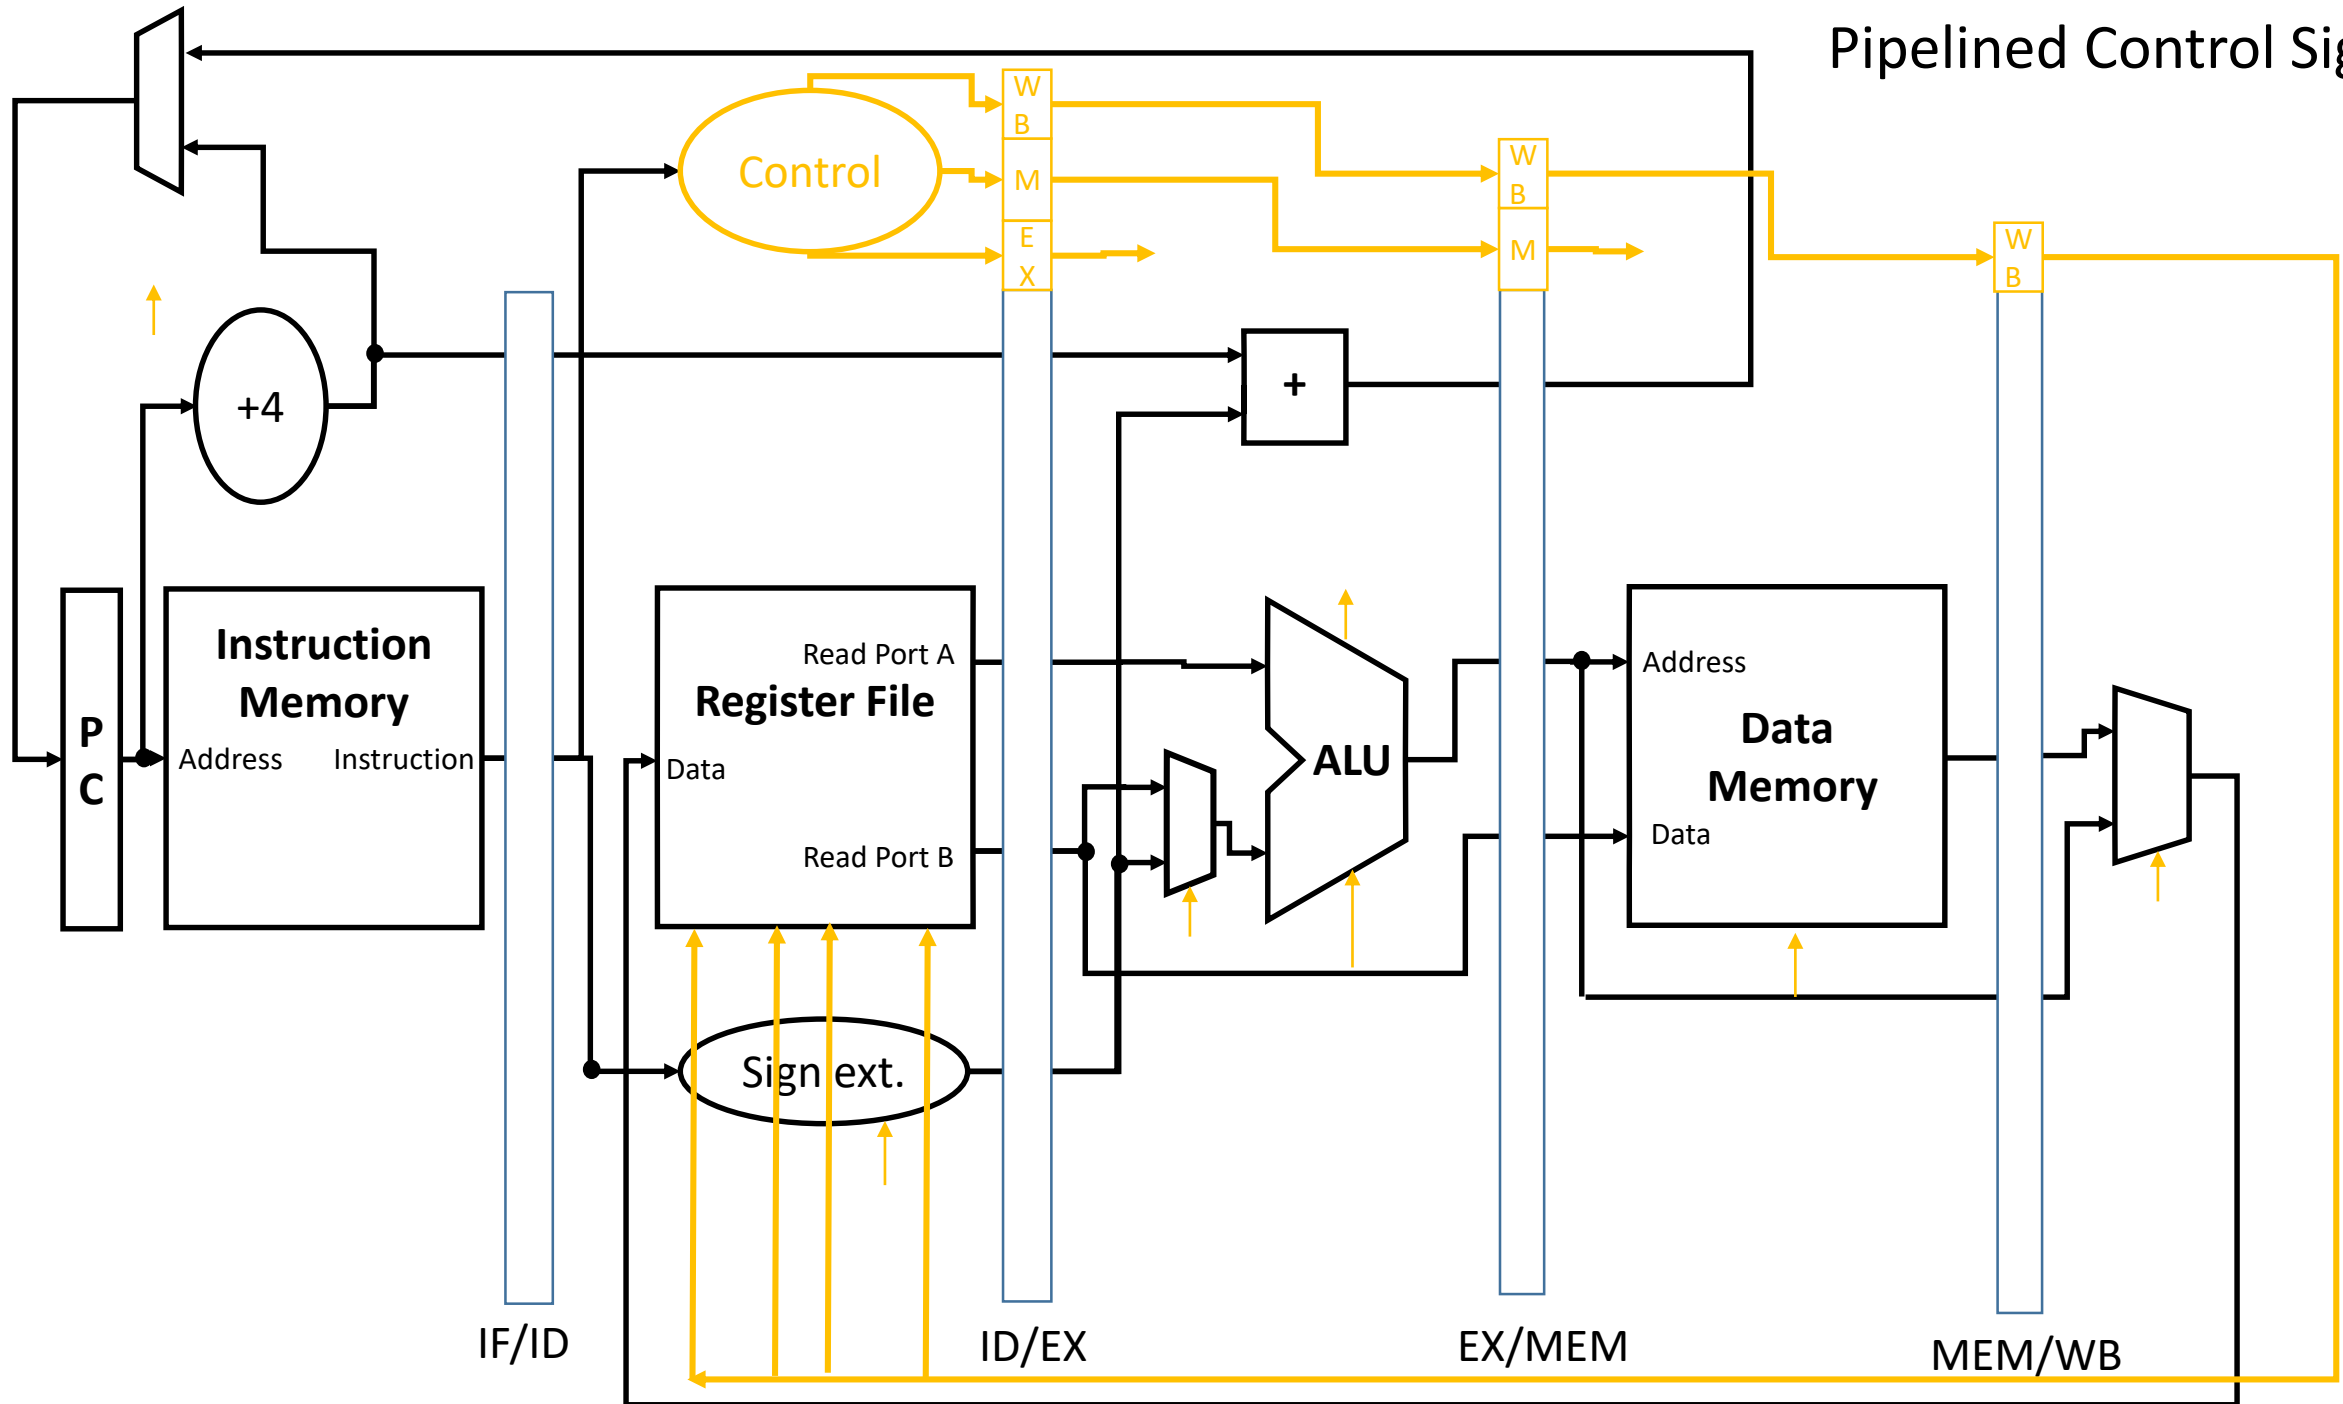 Pipelined Control Sig
W
B
M
E
X
Control
W
B
M
W
B
+4
+
P
C
Instruction
Memory
Address
Instruction
Read Port A
Register File
Data
Read Port B
ALU
Address
Data
Memory
Data
Sign ext.
IF/ID
ID/EX
EX/MEM
MEM/WB